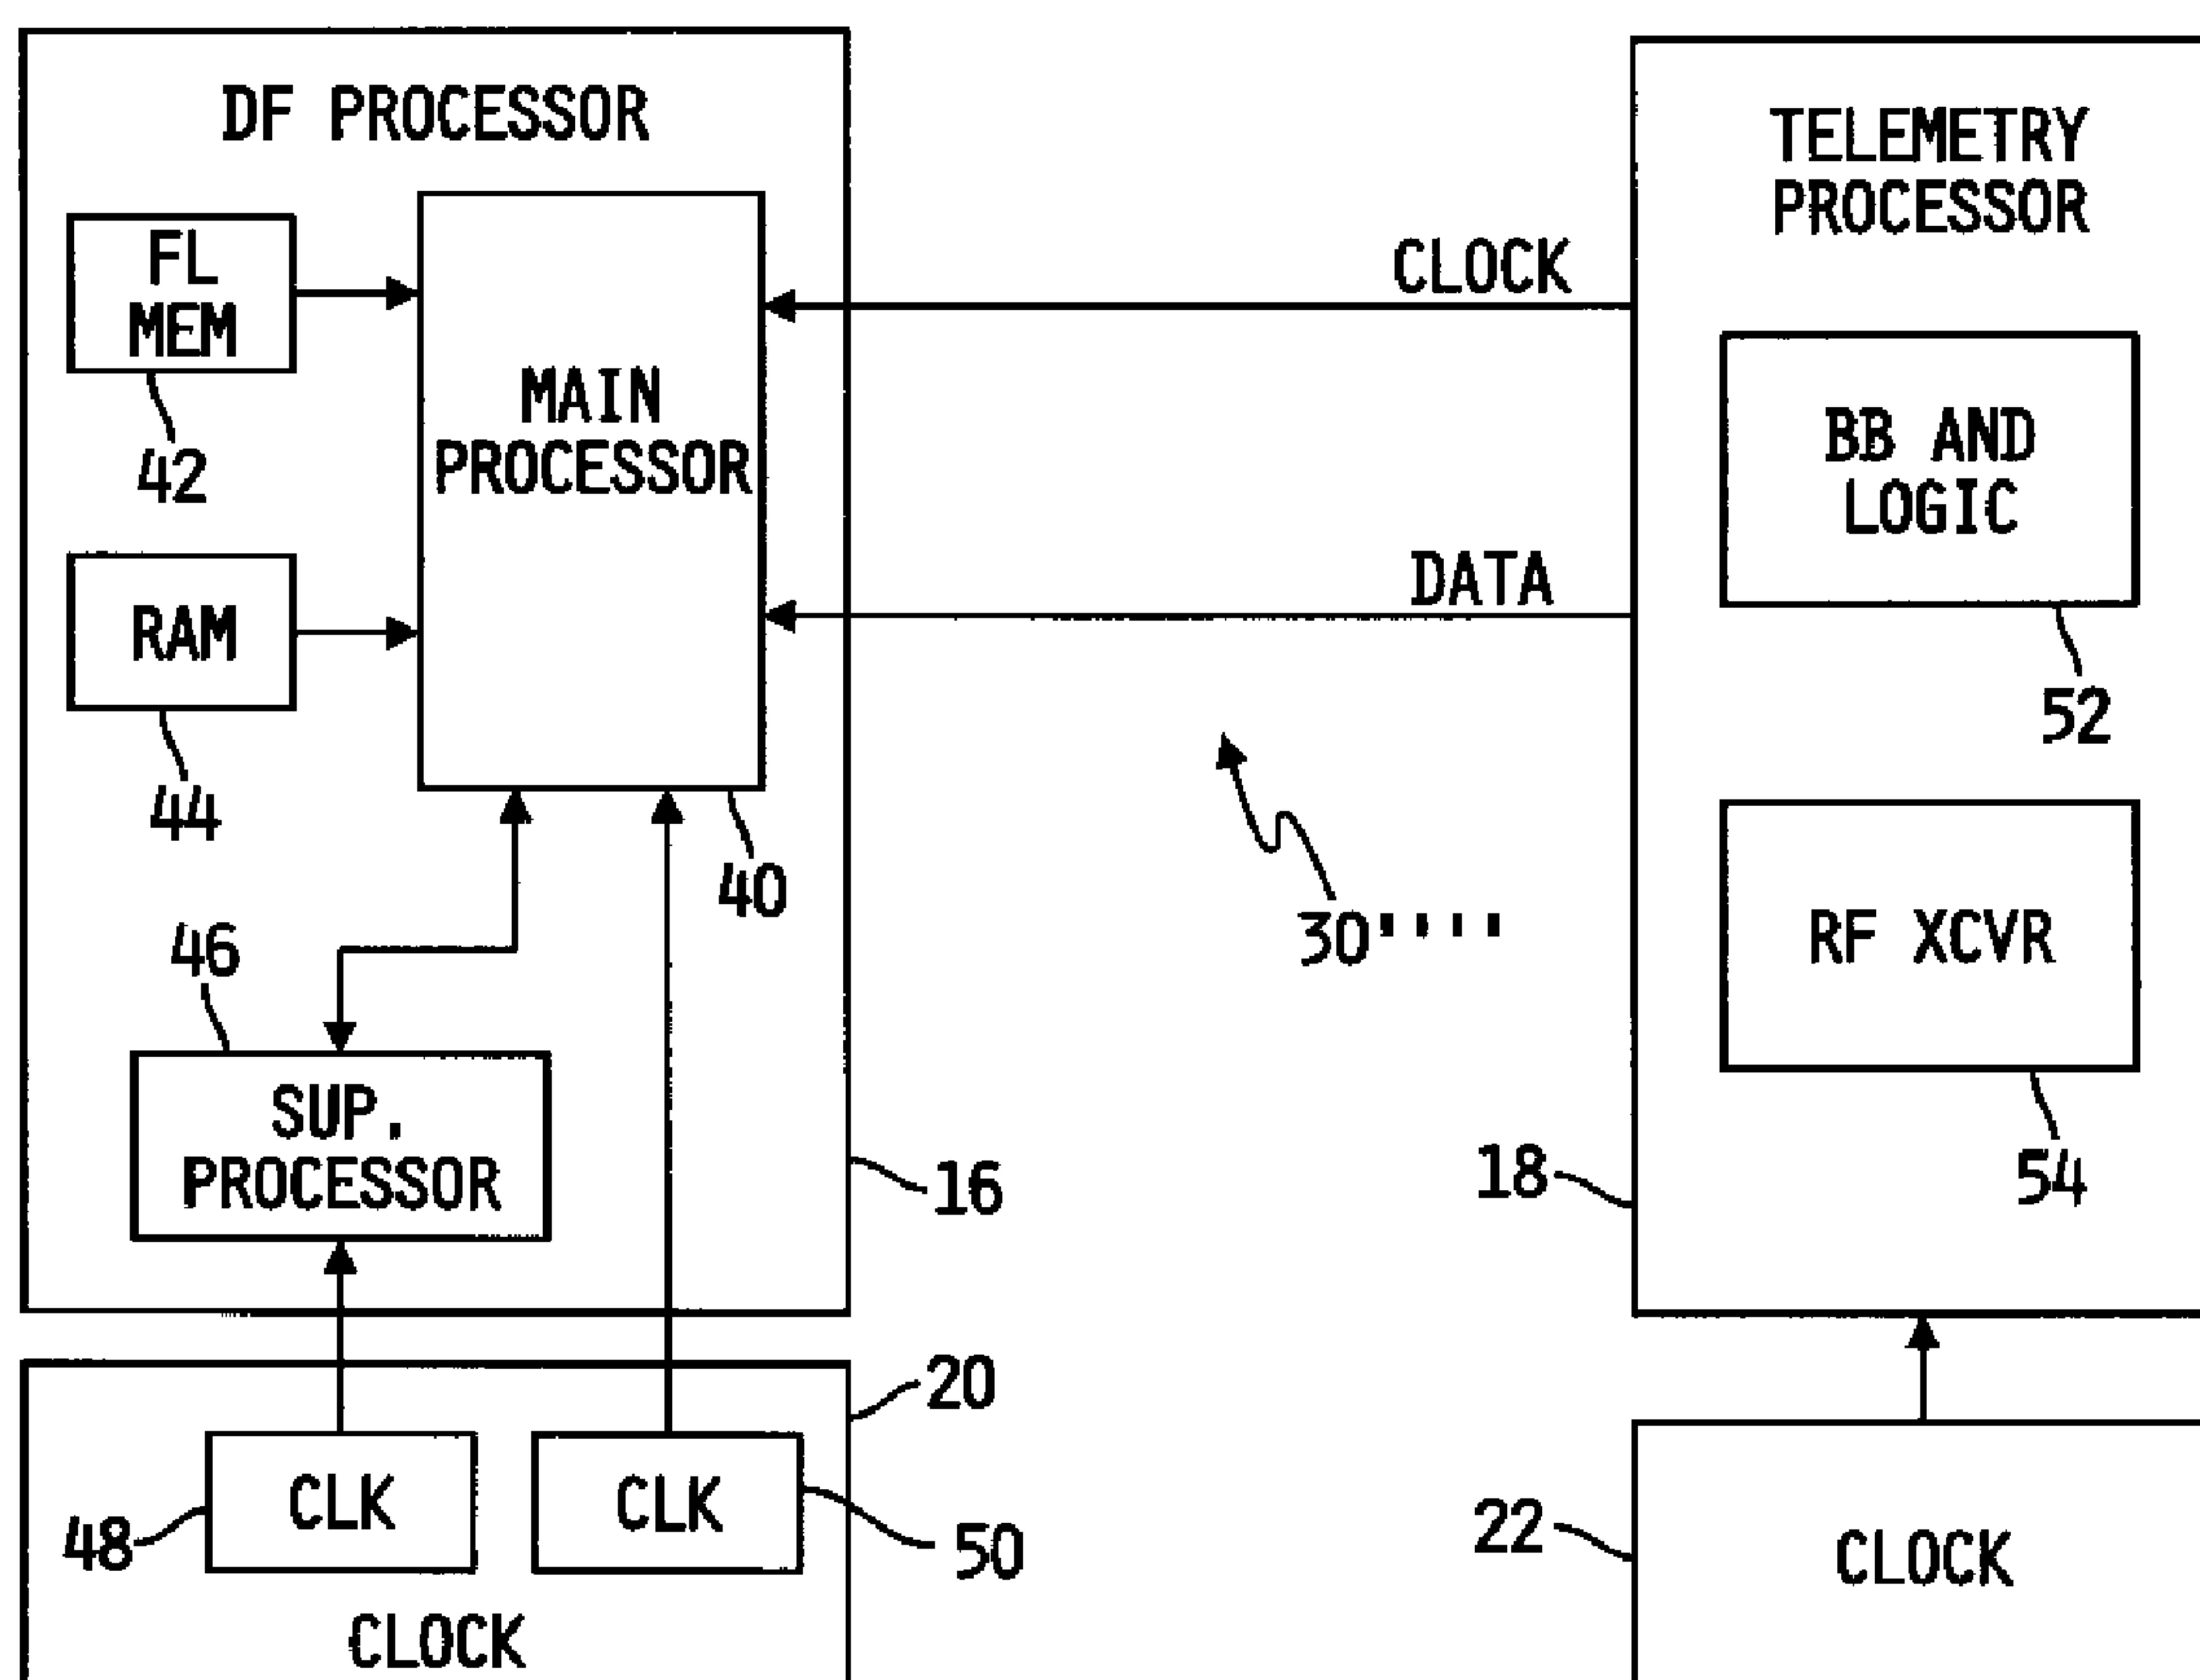 DF PROCESSOR
FL
MEM
42
RAM
44
MAIN
PROCESSOR
40
46
SUP.
PROCESSOR
16
CLOCK
DATA
30''''
TELEMETRY
PROCESSOR
BB AND
LOGIC
52
RF XCVR
54
18
20
CLK
48
CLK
50
CLOCK
22
CLOCK